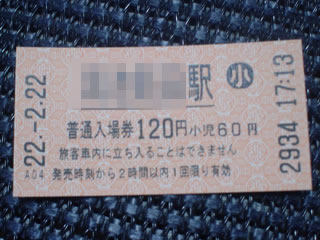 駅 小
普通入場券 120円 小児60円
旅客車内に立ち入ることはできません
A04 発売時刻から2時間以内1回限り有効
22.-2.22
2934 17:13